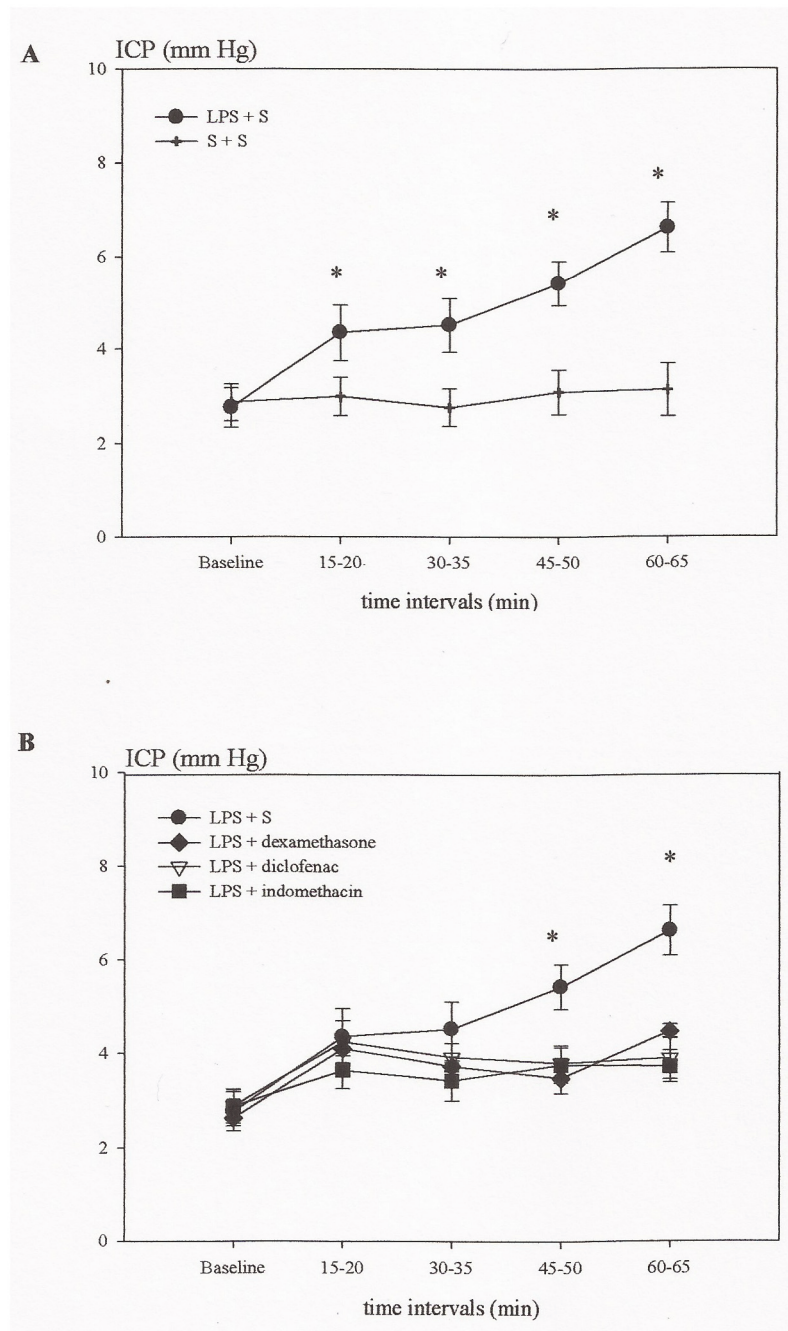 A
ICP (mm Hg)
10
LPS + S
S + S
8
6
4
2
0
*
*
*
*
Baseline 15-20 30-35 45-50 60-65
time intervals (min)
B
ICP (mm Hg)
10
LPS + S
LPS + dexamethasone
LPS + diclofenac
LPS + indomethacin
8
6
4
2
0
*
*
Baseline 15-20 30-35 45-50 60-65
time intervals (min)